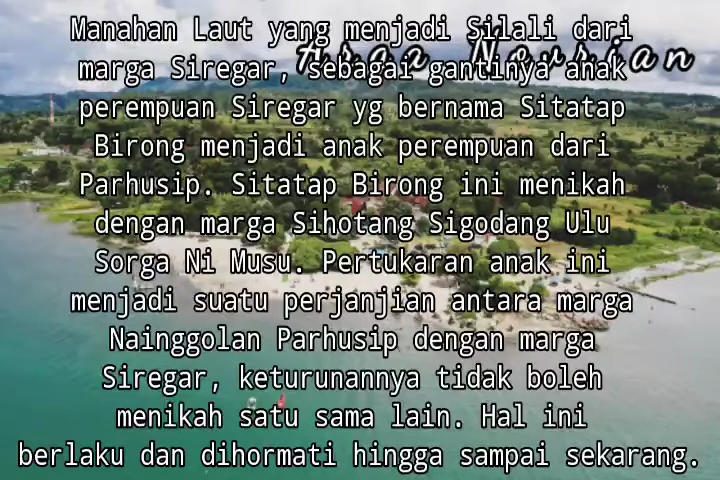 Manahan Laut yang menjadi Silali dari
Arga Novrian
marga Siregar, sebagai gantinya anak
perempuan Siregar yg bernama Sitatap
Birong menjadi anak perempuan dari
Parhusip. Sitatap Birong ini menikah
dengan marga Sihotang Sigodang Ulu
Sorga Ni Musu. Pertukaran anak ini
menjadi suatu perjanjian antara marga
Nainggolan Parhusip dengan marga
Siregar, keturunannya tidak boleh
menikah satu sama lain. Hal ini
berlaku dan dihormati hingga sampai sekarang.